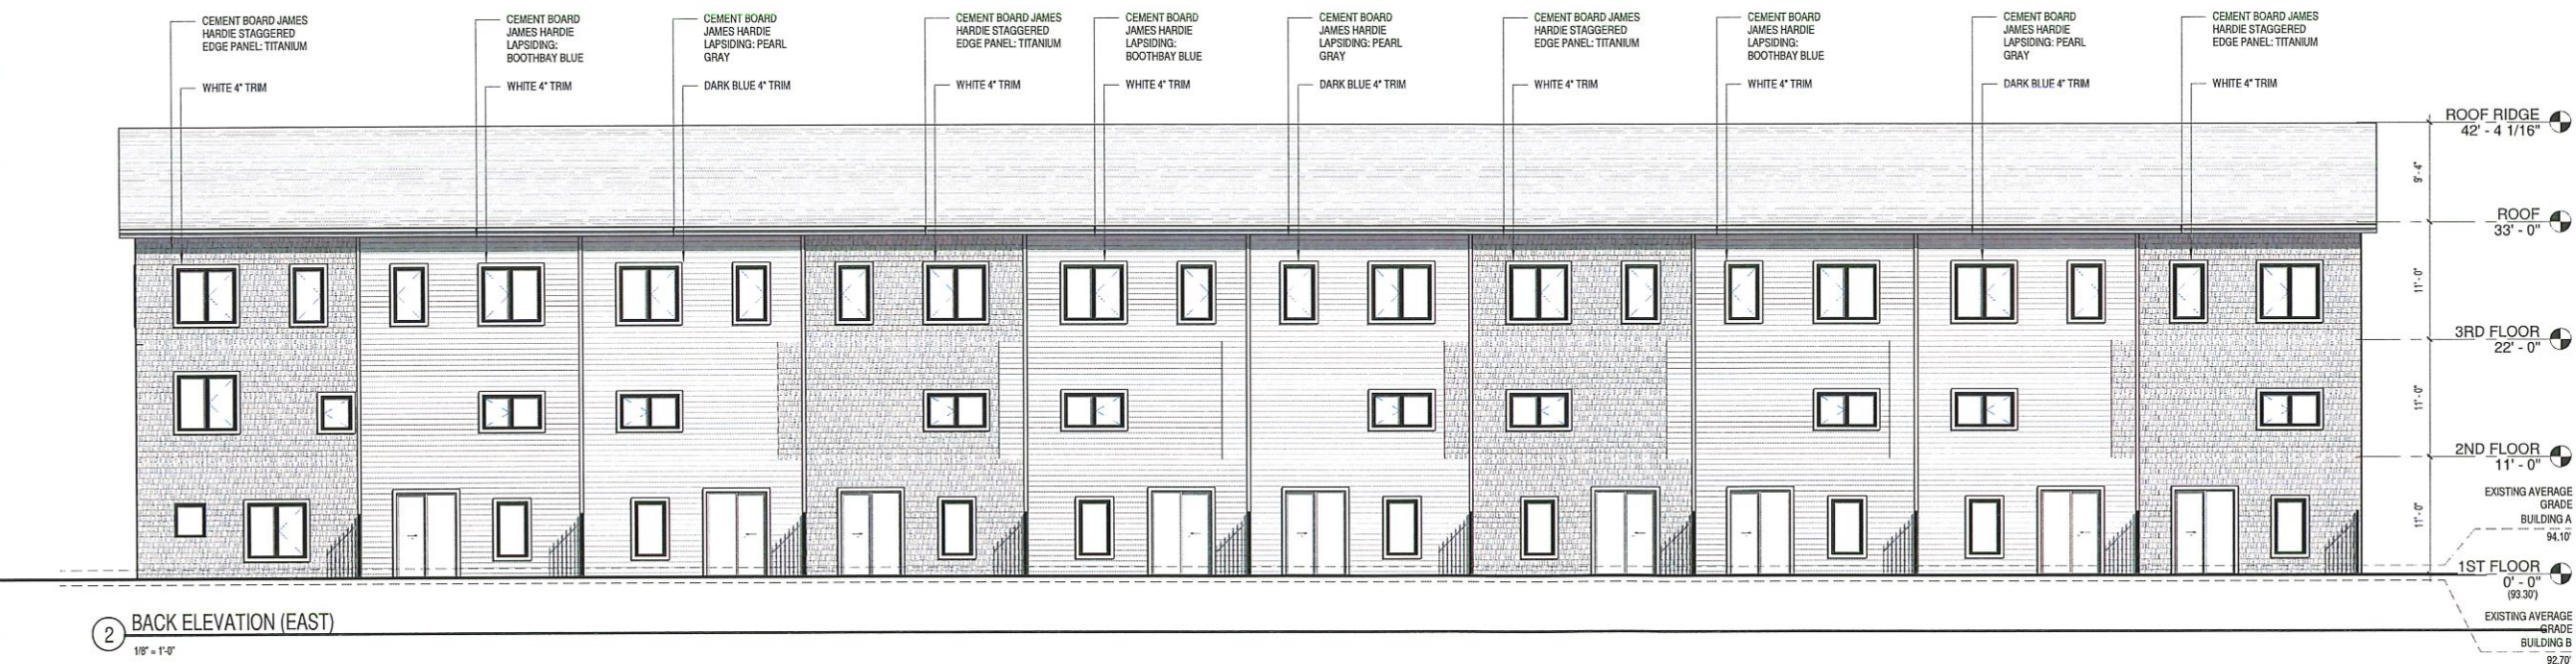 CEMENT BOARD JAMES
HARDIE STAGGERED
EDGE PANEL: TITANIUM
WHITE 4" TRIM
CEMENT BOARD
JAMES HARDIE
LAPSIDING:
BOOTHBAY BLUE
WHITE 4" TRIM
CEMENT BOARD
JAMES HARDIE
LAPSIDING: PEARL
GRAY
DARK BLUE 4" TRIM
CEMENT BOARD JAMES
HARDIE STAGGERED
EDGE PANEL: TITANIUM
WHITE 4" TRIM
CEMENT BOARD
JAMES HARDIE
LAPSIDING:
BOOTHBAY BLUE
WHITE 4" TRIM
CEMENT BOARD
JAMES HARDIE
LAPSIDING: PEARL
GRAY
DARK BLUE 4" TRIM
CEMENT BOARD JAMES
HARDIE STAGGERED
EDGE PANEL: TITANIUM
WHITE 4" TRIM
CEMENT BOARD
JAMES HARDIE
LAPSIDING:
BOOTHBAY BLUE
WHITE 4" TRIM
CEMENT BOARD
JAMES HARDIE
LAPSIDING: PEARL
GRAY
DARK BLUE 4" TRIM
CEMENT BOARD JAMES
HARDIE STAGGERED
EDGE PANEL: TITANIUM
WHITE 4" TRIM
ROOF RIDGE
42' - 4 1/16"
9' - 4"
ROOF
33' - 0"
11' - 0"
3RD FLOOR
22' - 0"
11' - 0"
2ND FLOOR
11' - 0"
11' - 0"
EXISTING AVERAGE
GRADE
BUILDING A
94.10'
1ST FLOOR
0' - 0"
(93.30')
EXISTING AVERAGE
GRADE
BUILDING B
92.70'
2
BACK ELEVATION (EAST)
1/8" = 1'-0"